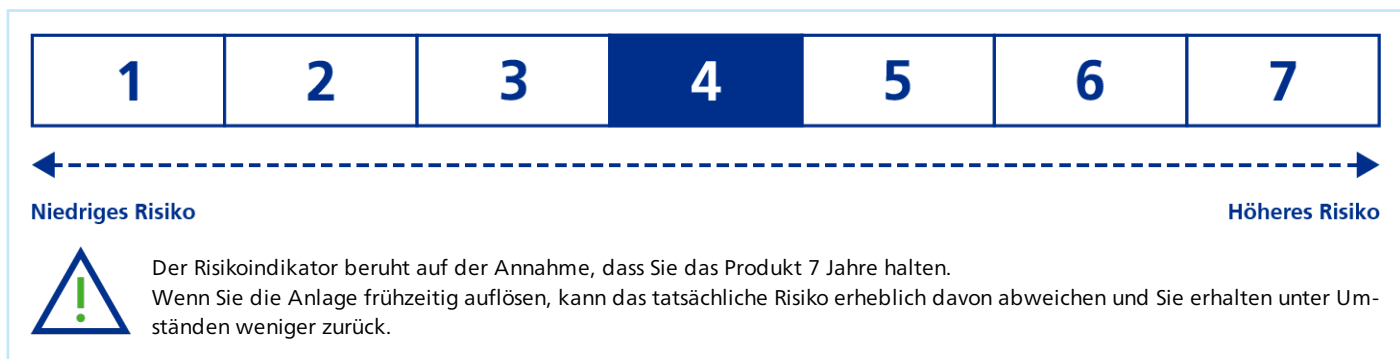 1 2 3 4 5 6 7
Niedriges Risiko Höheres Risiko
Der Risikoindikator beruht auf der Annahme, dass Sie das Produkt 7 Jahre halten.
Wenn Sie die Anlage frühzeitig auflösen, kann das tatsächliche Risiko erheblich davon abweichen und Sie erhalten unter Um-
ständen weniger zurück.